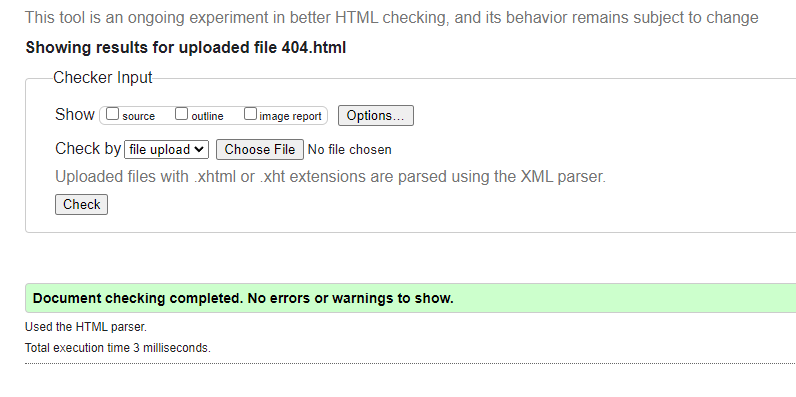 This tool is an ongoing experiment in better HTML checking, and its behavior remains subject to change
Showing results for uploaded file 404.html
Checker Input
Show source outline image report Options...
Check by file upload Choose File No file chosen
Uploaded files with .xhtml or .xht extensions are parsed using the XML parser.
Check
Document checking completed. No errors or warnings to show.
Used the HTML parser.
Total execution time 3 milliseconds.